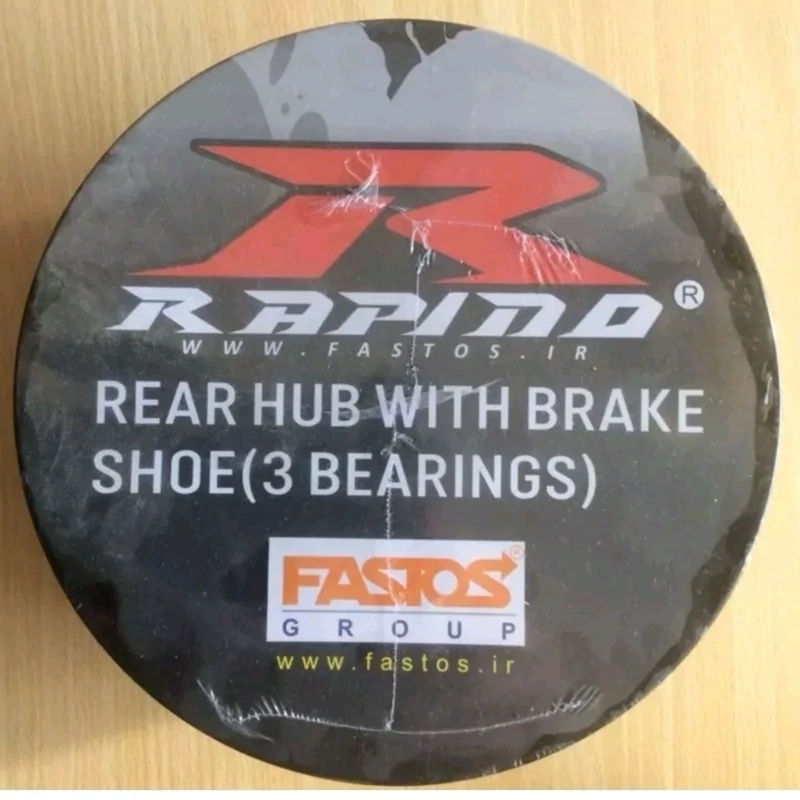 R
RAPIDO®
WWW.FASTOS.IR
REAR HUB WITH BRAKE
SHOE(3 BEARINGS)
FASTOS®
GROUP
www.fastos.ir